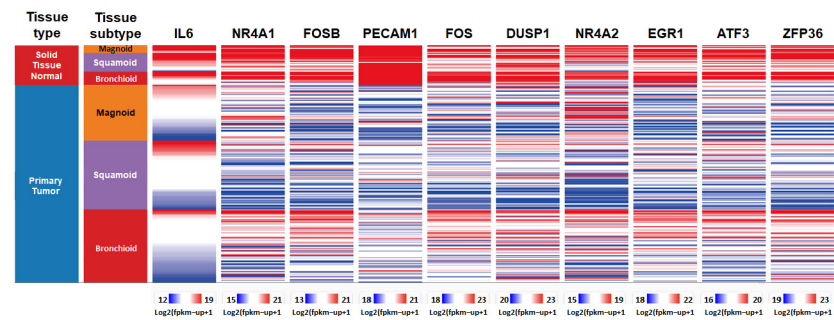 Tissue type
Tissue subtype
IL6
NR4A1
FOSB
PECAM1
FOS
DUSP1
NR4A2
EGR1
ATF3
ZFP36
Solid Tissue Normal
Magnoid
Squamoid
Bronchioid
Primary Tumor
Magnoid
Squamoid
Bronchioid
12 19
15 21
13 21
18 21
18 23
20 23
15 19
18 22
16 20
19 23
Log2(fpkm-up+1
Log2(fpkm-up+1
Log2(fpkm-up+1
Log2(fpkm-up+1
Log2(fpkm-up+1
Log2(fpkm-up+1
Log2(fpkm-up+1
Log2(fpkm-up+1
Log2(fpkm-up+1
Log2(fpkm-up+1